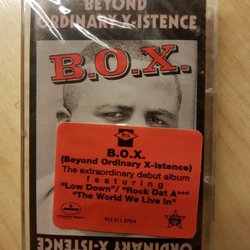 BEYOND
ORDINARY X-ISTENCE
B.O.X.
B.O.X.
(Beyond Ordinary X-istence)
The extraordinary debut album
featuring
"Low Down"/ "Rock Dat A***"
"The World We Live In"
ORDINARY X-ISTENCE